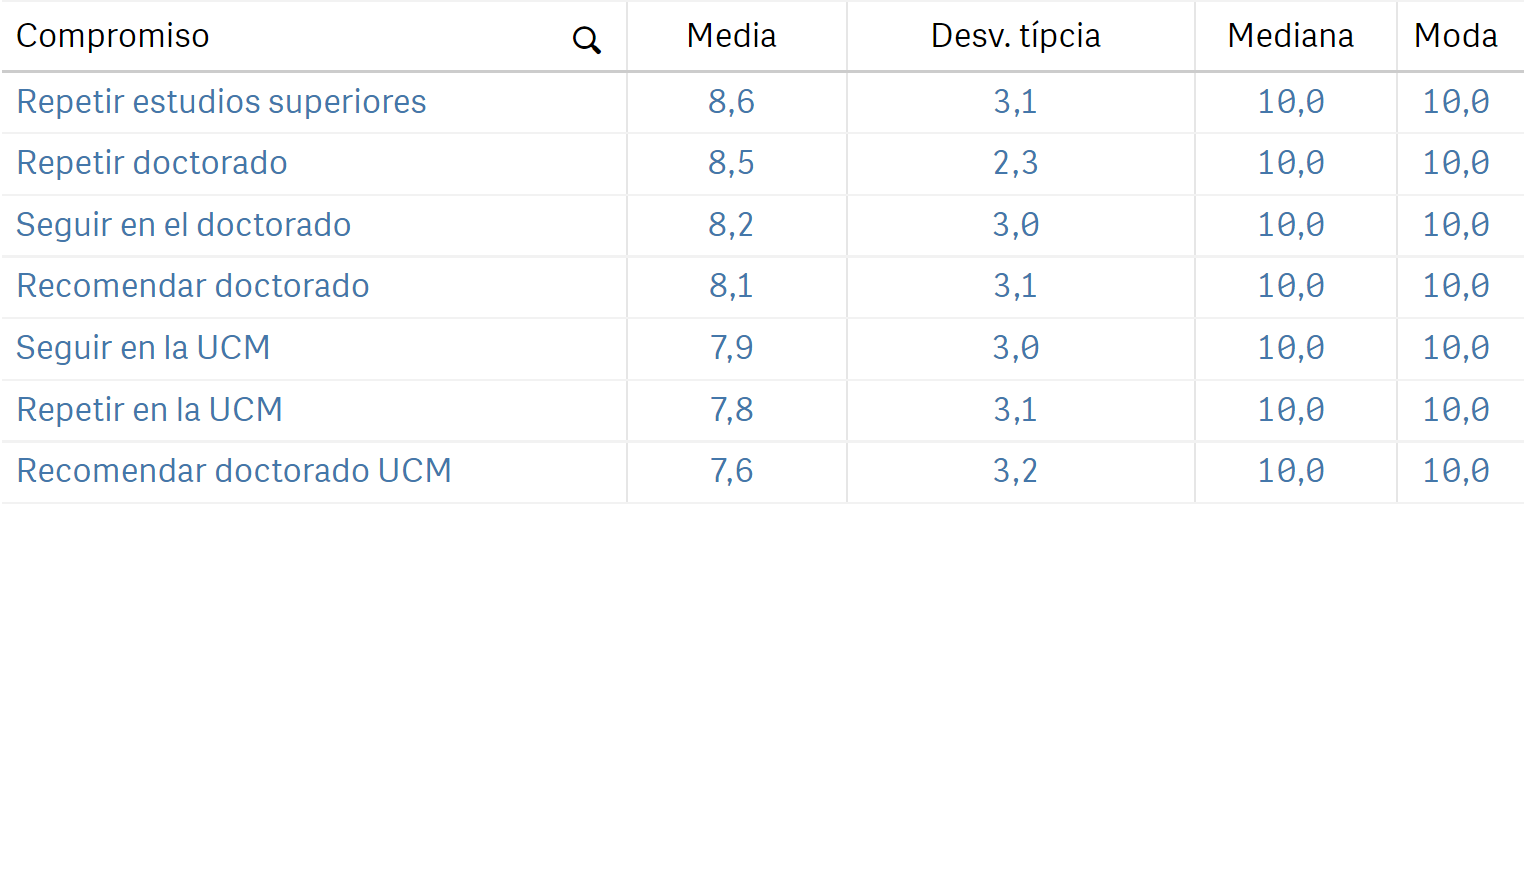 Compromiso Media Desv. típcia Mediana Moda
Repetir estudios superiores 8,6 3,1 10,0 10,0
Repetir doctorado 8,5 2,3 10,0 10,0
Seguir en el doctorado 8,2 3,0 10,0 10,0
Recomendar doctorado 8,1 3,1 10,0 10,0
Seguir en la UCM 7,9 3,0 10,0 10,0
Repetir en la UCM 7,8 3,1 10,0 10,0
Recomendar doctorado UCM 7,6 3,2 10,0 10,0